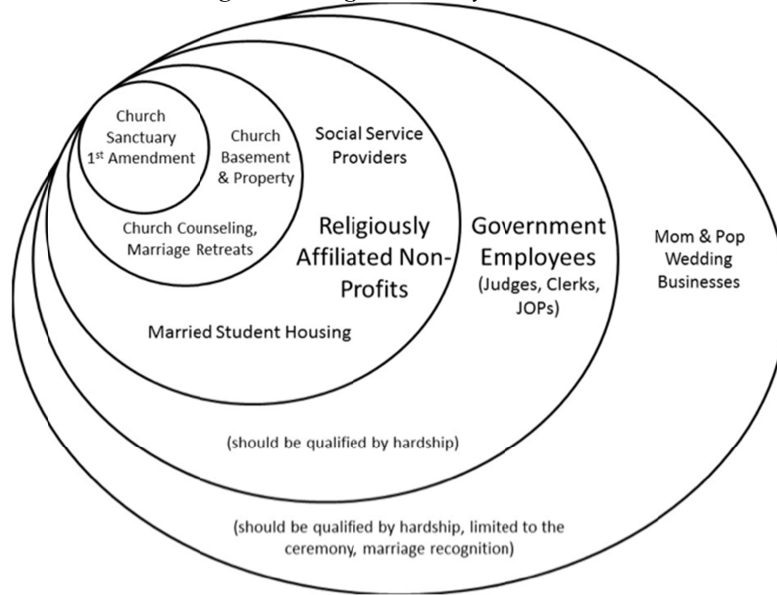 Church
Sanctuary
1st Amendment
Church
Basement
& Property
Church Counseling,
Marriage Retreats
Social Service
Providers
Religiously
Affiliated Non-
Profits
Married Student Housing
Government
Employees
(Judges, Clerks,
JOPs)
(should be qualified by hardship)
Mom & Pop
Wedding
Businesses
(should be qualified by hardship, limited to the
ceremony, marriage recognition)